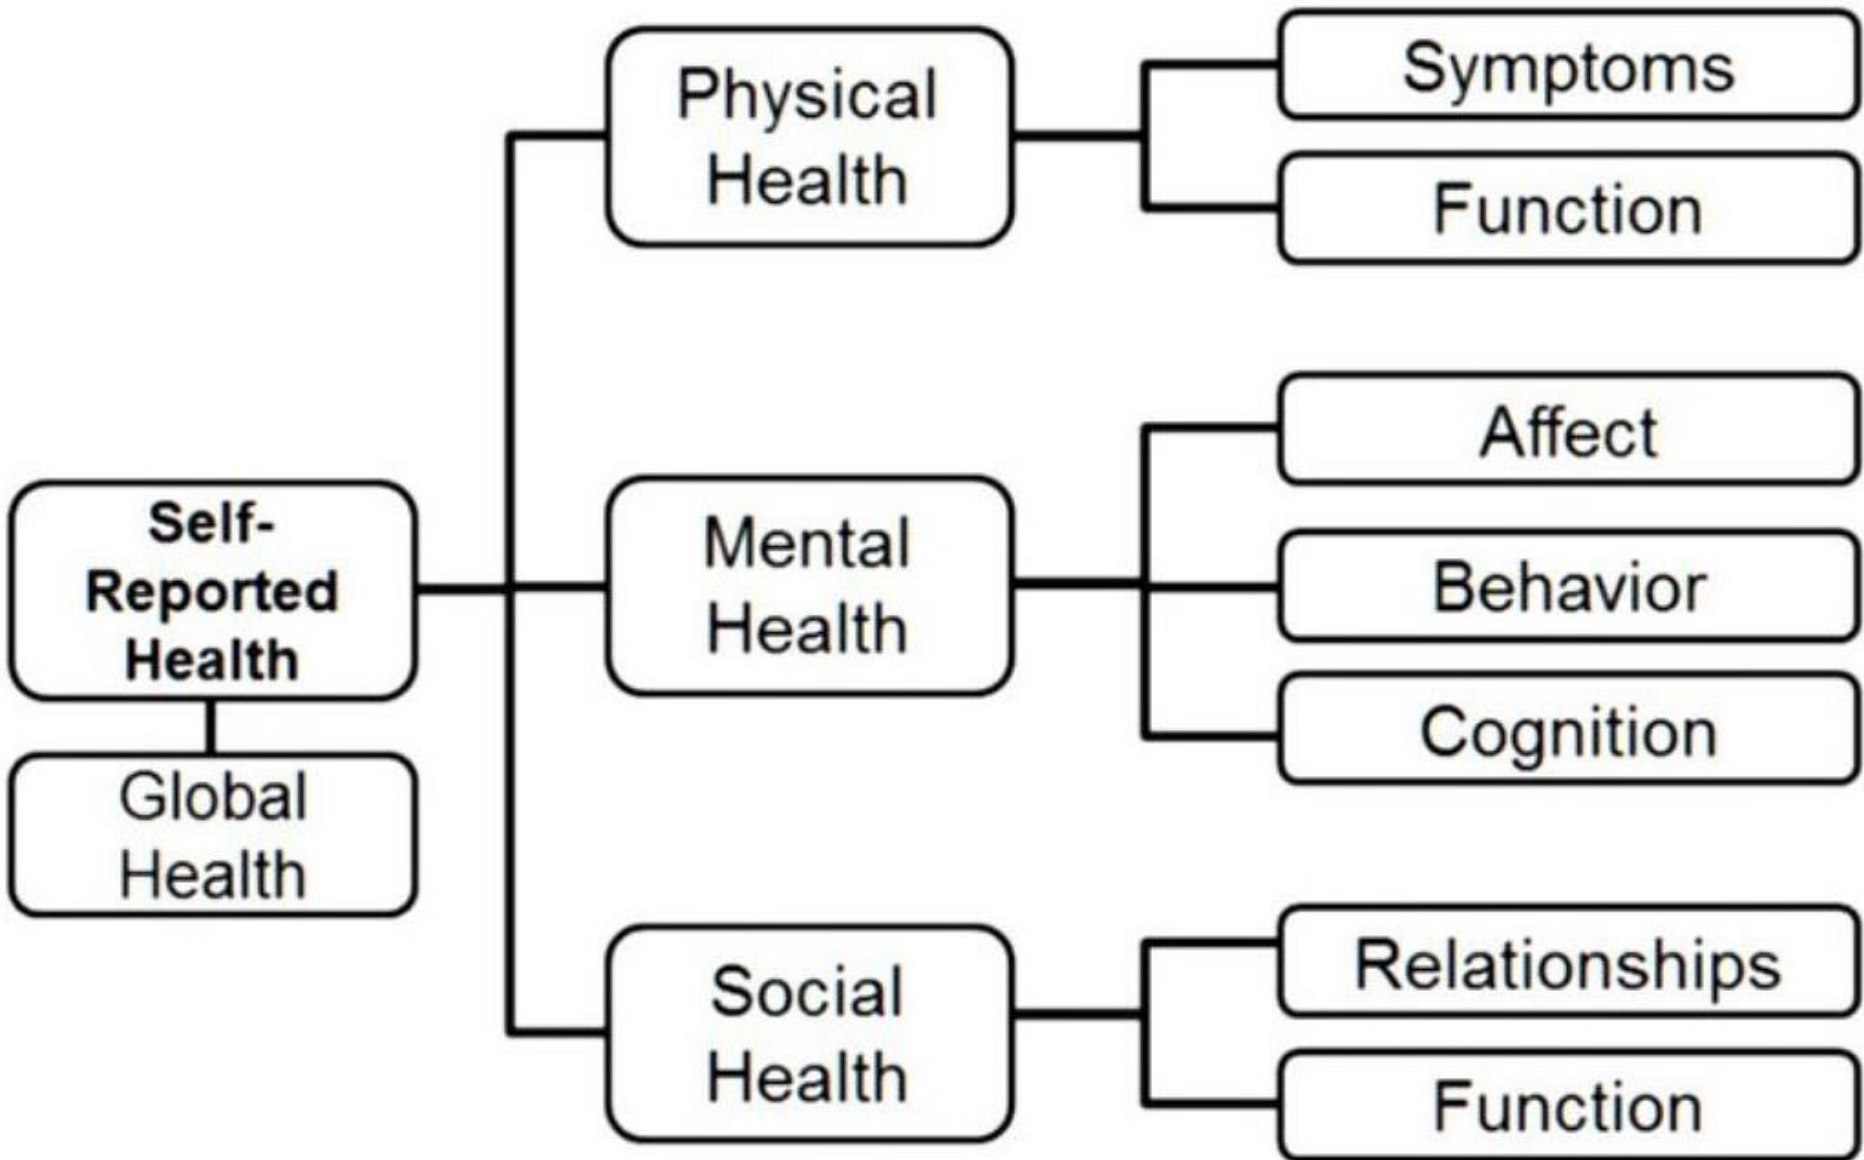 Self-
Reported
Health
Global
Health
Physical
Health
Symptoms
Function
Mental
Health
Affect
Behavior
Cognition
Social
Health
Relationships
Function